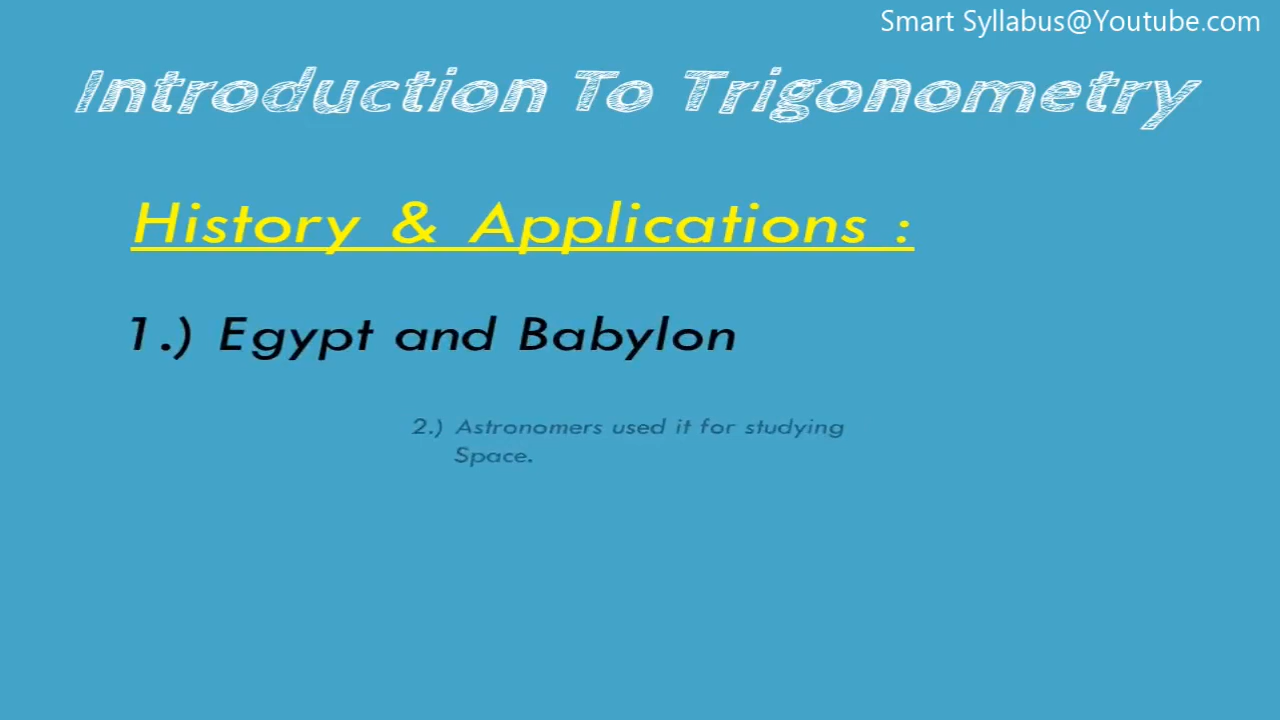 Smart Syllabus@Youtube.com
Introduction To Trigonometry
History & Applications :
1.) Egypt and Babylon
2.) Astronomers used it for studying
Space.